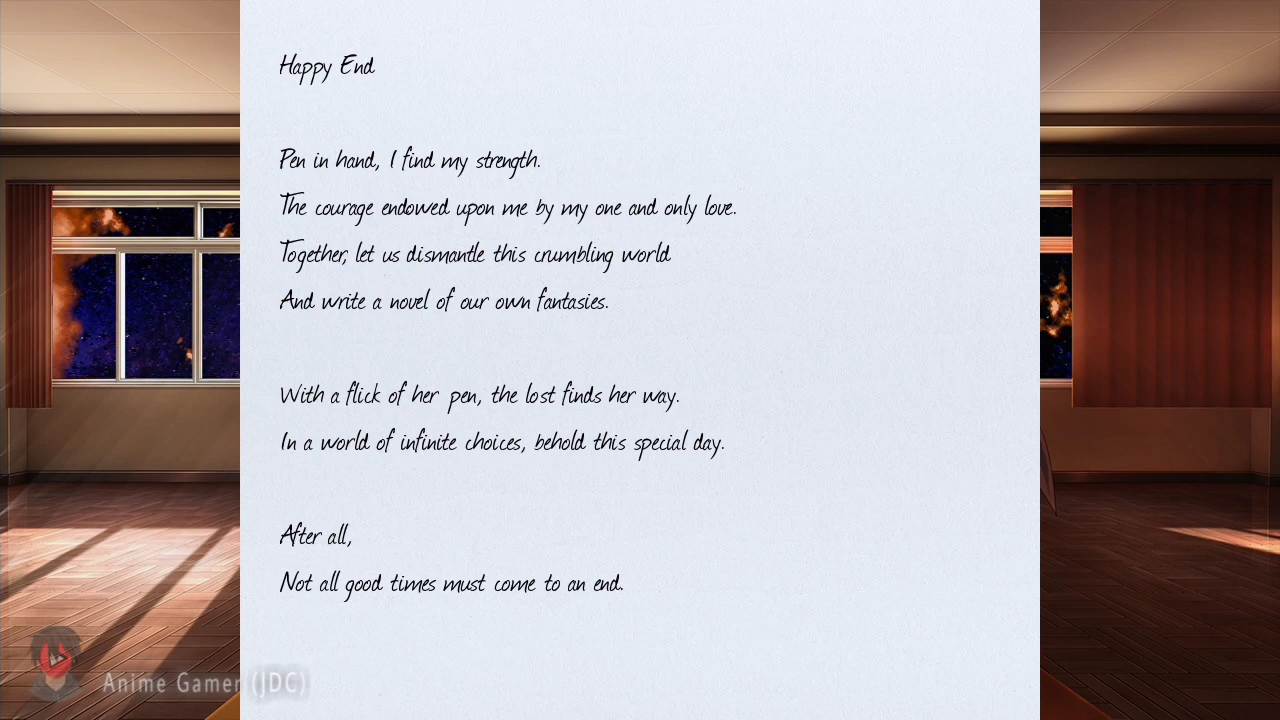 Happy End
Pen in hand, I find my strength.
The courage endowed upon me by my one and only love.
Together, let us dismantle this crumbling world
And write a novel of our own fantasies.
With a flick of her pen, the lost finds her way.
In a world of infinite choices, behold this special day.
After all,
Not all good times must come to an end.
Anime Gamer (JDC)